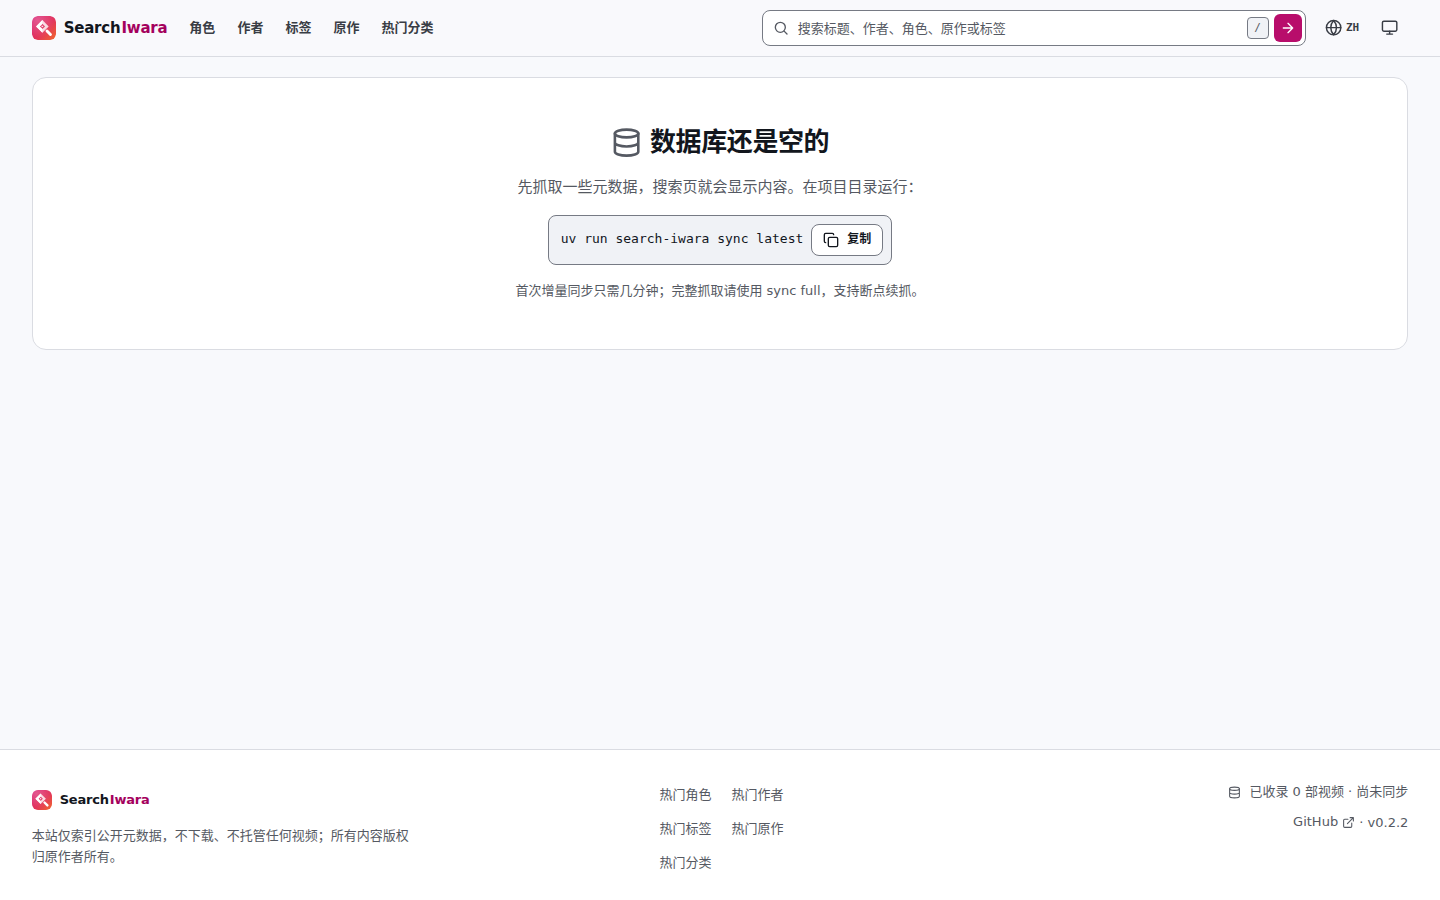 SearchIwara 角色 作者 标签 原作 热门分类 搜索标题、作者、角色、原作或标签 / ZH
数据库还是空的
先抓取一些元数据，搜索页就会显示内容。在项目目录运行：
uv run search-iwara sync latest 复制
首次增量同步只需几分钟；完整抓取请使用 sync full，支持断点续抓。
SearchIwara
本站仅索引公开元数据，不下载、不托管任何视频；所有内容版权
归原作者所有。
热门角色 热门作者
热门标签 热门原作
热门分类
已收录 0 部视频 · 尚未同步
GitHub · v0.2.2